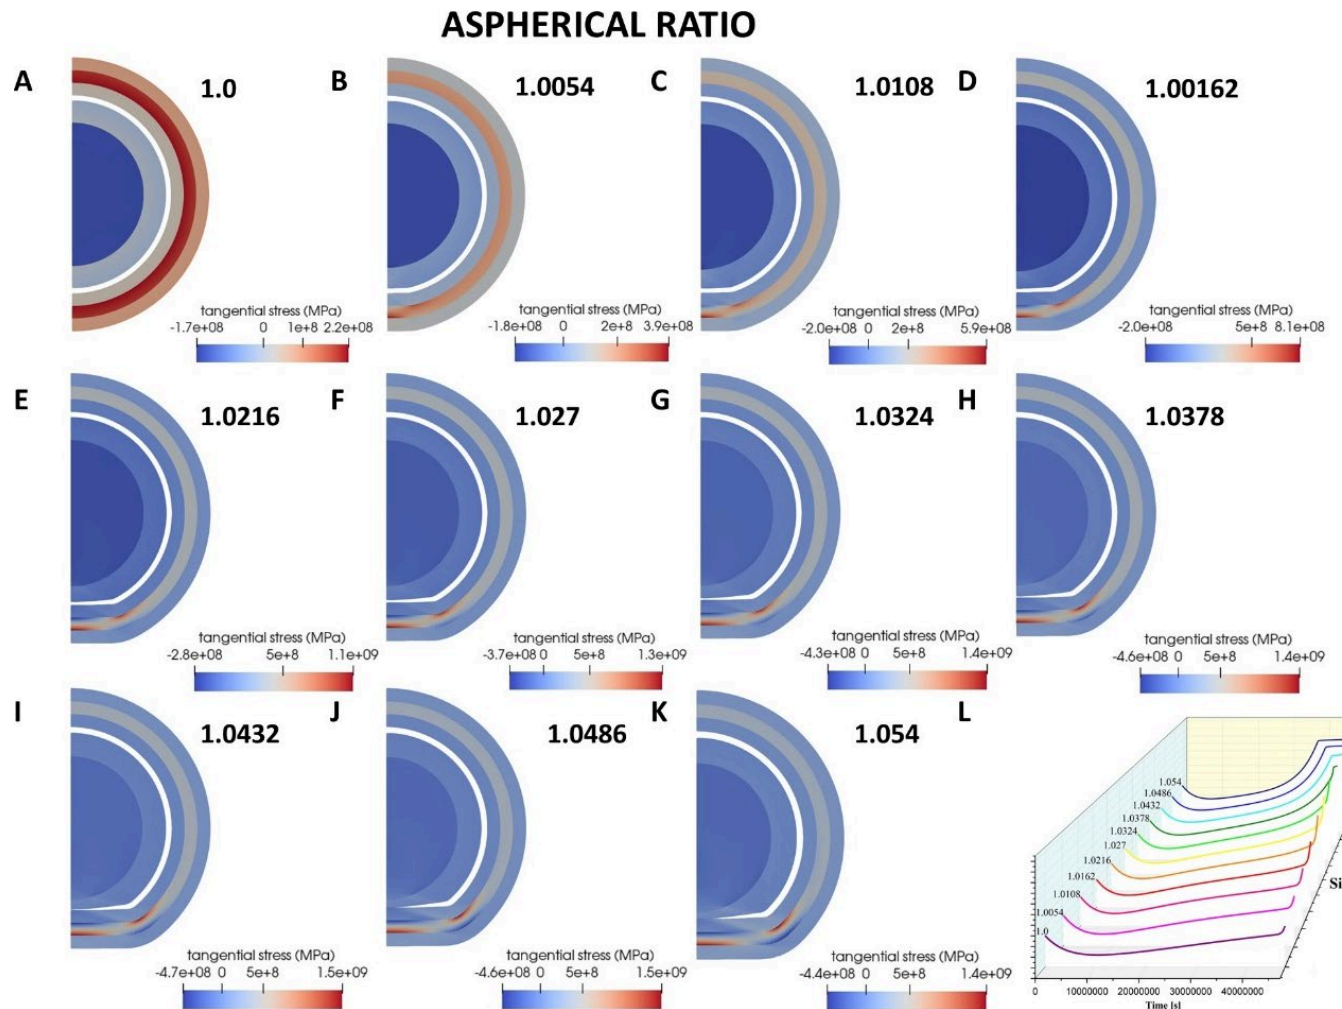 ASPHERICAL RATIO
A
1.0
tangential stress (MPa)
-1.7e+08 0 1e+8 2.2e+08
B
1.0054
tangential stress (MPa)
-1.8e+08 0 2e+8 3.9e+08
C
1.0108
tangential stress (MPa)
-2.0e+08 0 2e+8 5.9e+08
D
1.00162
tangential stress (MPa)
-2.0e+08 5e+8 8.1e+08
E
1.0216
tangential stress (MPa)
-2.8e+08 5e+8 1.1e+09
F
1.027
tangential stress (MPa)
-3.7e+08 0 5e+8 1.3e+09
G
1.0324
tangential stress (MPa)
-4.3e+08 0 5e+8 1.4e+09
H
1.0378
tangential stress (MPa)
-4.6e+08 0 5e+8 1.4e+09
I
1.0432
tangential stress (MPa)
-4.7e+08 0 5e+8 1.5e+09
J
1.0486
tangential stress (MPa)
-4.6e+08 0 5e+8 1.5e+09
K
1.054
tangential stress (MPa)
-4.4e+08 0 5e+8 1.4e+09
L
1.054
1.0486
1.0432
1.0378
1.0324
1.027
1.0216
1.0162
1.0108
1.0054
1.0
Si
0 10000000 20000000 30000000 40000000
Time [s]